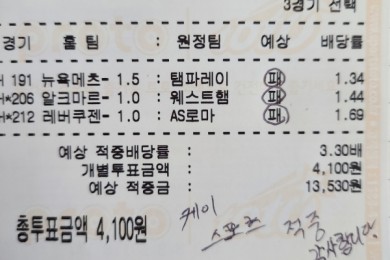 3경기 선택
경기 홈 팀 : 원정팀 예상 배당률
191 뉴욕메츠- 1.5 : 탬파레이 패 1.34
*206 알크마르- 1.0 : 웨스트햄 패 1.44
*212 레버쿠젠- 1.0 : AS로마 패 1.69
예상 적중배당률 : 3.30배
개별투표금액 : 4,100원
예상 적중금 : 13,530원
총투표금액 4,100원
케이
스포츠 적중
감사합니다.